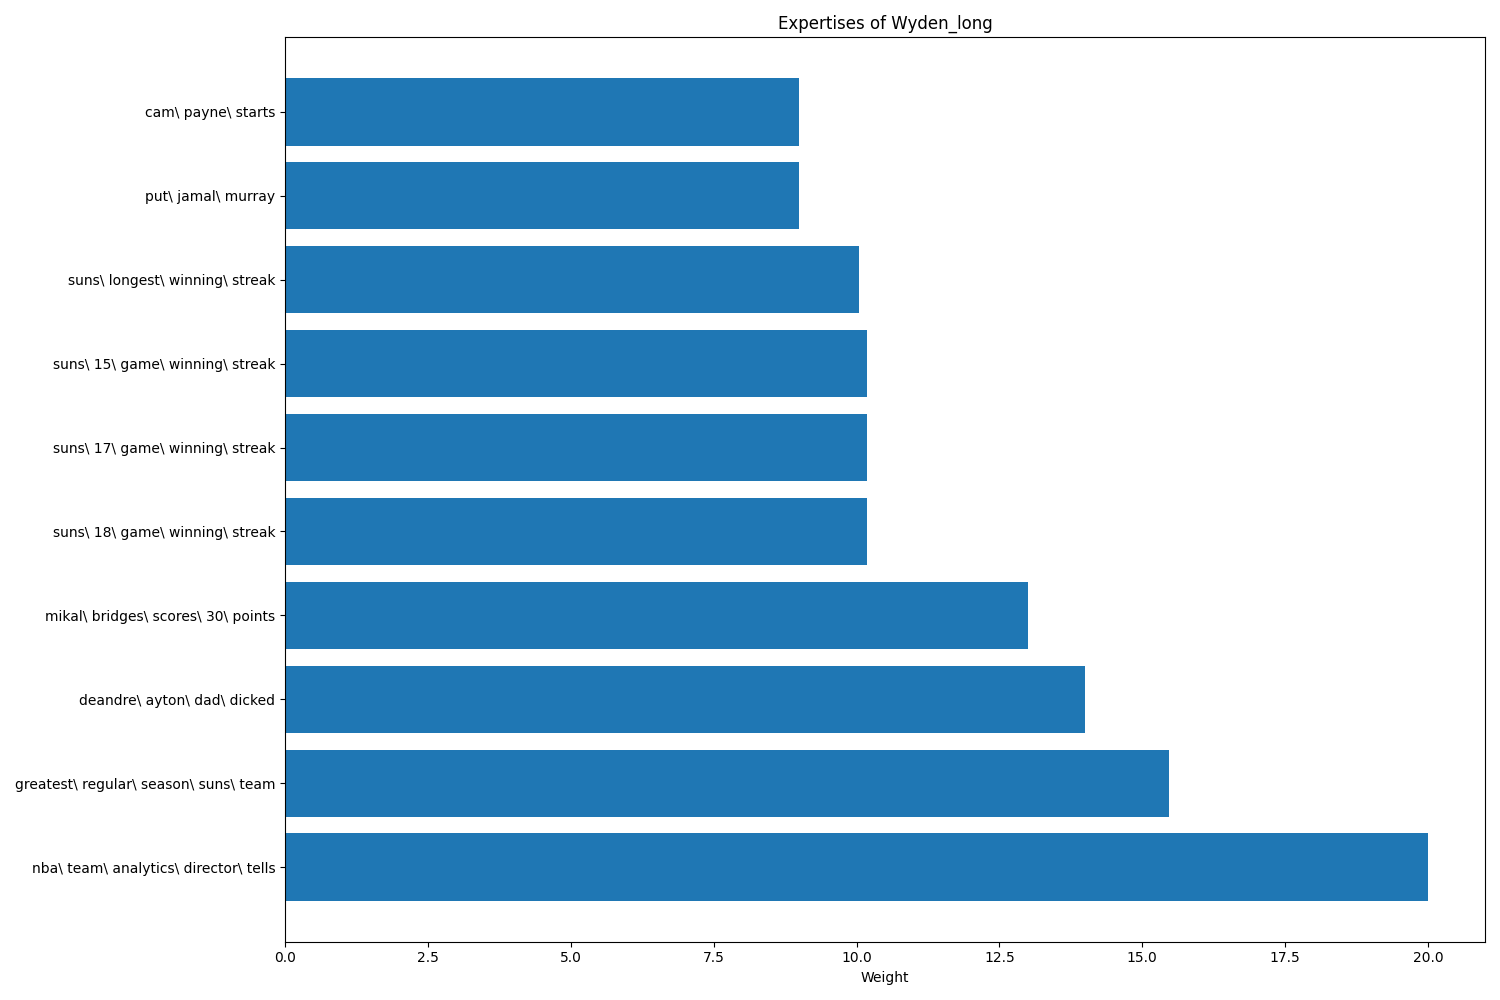 Expertises of Wyden_long
cam\ payne\ starts
put\ jamal\ murray
suns\ longest\ winning\ streak
suns\ 15\ game\ winning\ streak
suns\ 17\ game\ winning\ streak
suns\ 18\ game\ winning\ streak
mikal\ bridges\ scores\ 30\ points
deandre\ ayton\ dad\ dicked
greatest\ regular\ season\ suns\ team
nba\ team\ analytics\ director\ tells
0.0 2.5 5.0 7.5 10.0 12.5 15.0 17.5 20.0
Weight